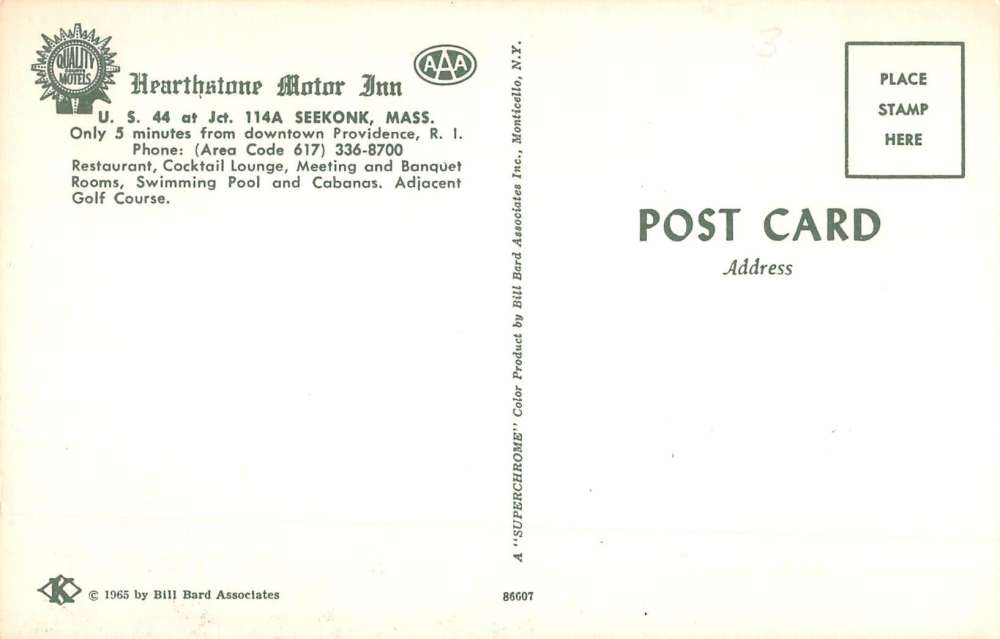 QUALITY
MOTELS
Hearthstone Motor Inn
AAA
U. S. 44 at Jct. 114A SEEKONK, MASS.
Only 5 minutes from downtown Providence, R. I.
Phone: (Area Code 617) 336-8700
Restaurant, Cocktail Lounge, Meeting and Banquet
Rooms, Swimming Pool and Cabanas. Adjacent
Golf Course.
K
© 1965 by Bill Bard Associates
A "SUPERCHROME" Color Product by Bill Bard Associates Inc., Monticello, N.Y.
86607
3
PLACE
STAMP
HERE
POST CARD
Address